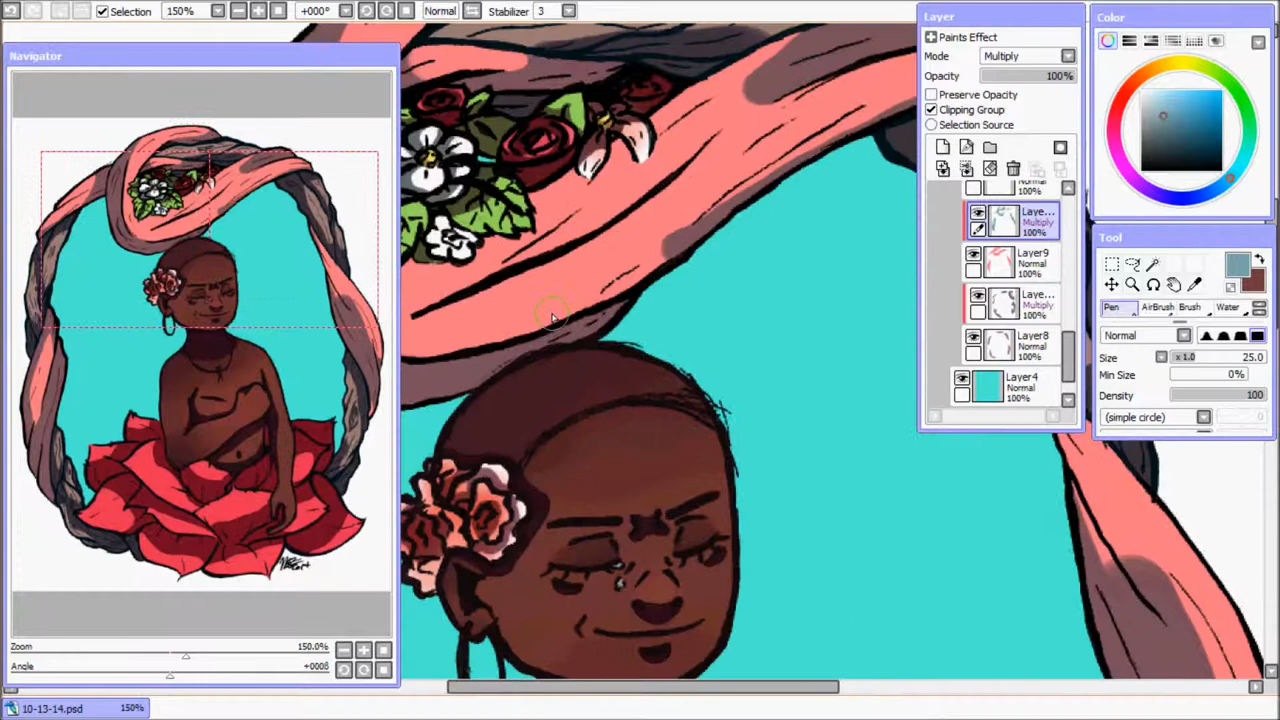 Selection 150% +000° Normal Stabilizer 3
Navigator
Zoom 150.0%
Angle +000ß
Layer
Paints Effect
Mode Multiply
Opacity 100%
Preserve Opacity
Clipping Group
Selection Source
Normal
Laye...
Multiply
100%
Layer9
Normal
100%
Laye...
Multiply
100%
Layer8
Normal
100%
Layer4
Normal
100%
Color
Tool
Pen AirBrush Brush Water
Normal
Size x 1.0 25.0
Min Size 0%
Density 100
(simple circle)
10-13-14.psd 150%